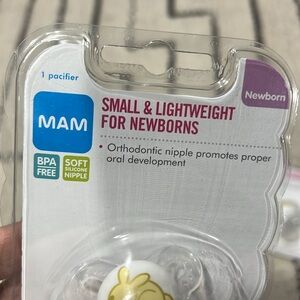 1 pacifier
Newborn
MAM
SMALL & LIGHTWEIGHT
FOR NEWBORNS
• Orthodontic nipple promotes proper
oral development
BPA
FREE
SOFT
SILICONE
NIPPLE